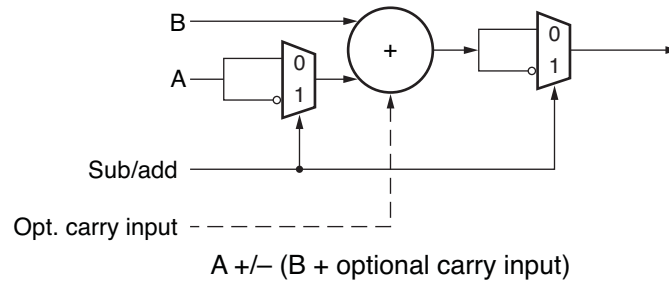 B
+
0
1
A
0
1
Sub/add
Opt. carry input
A +/– (B + optional carry input)